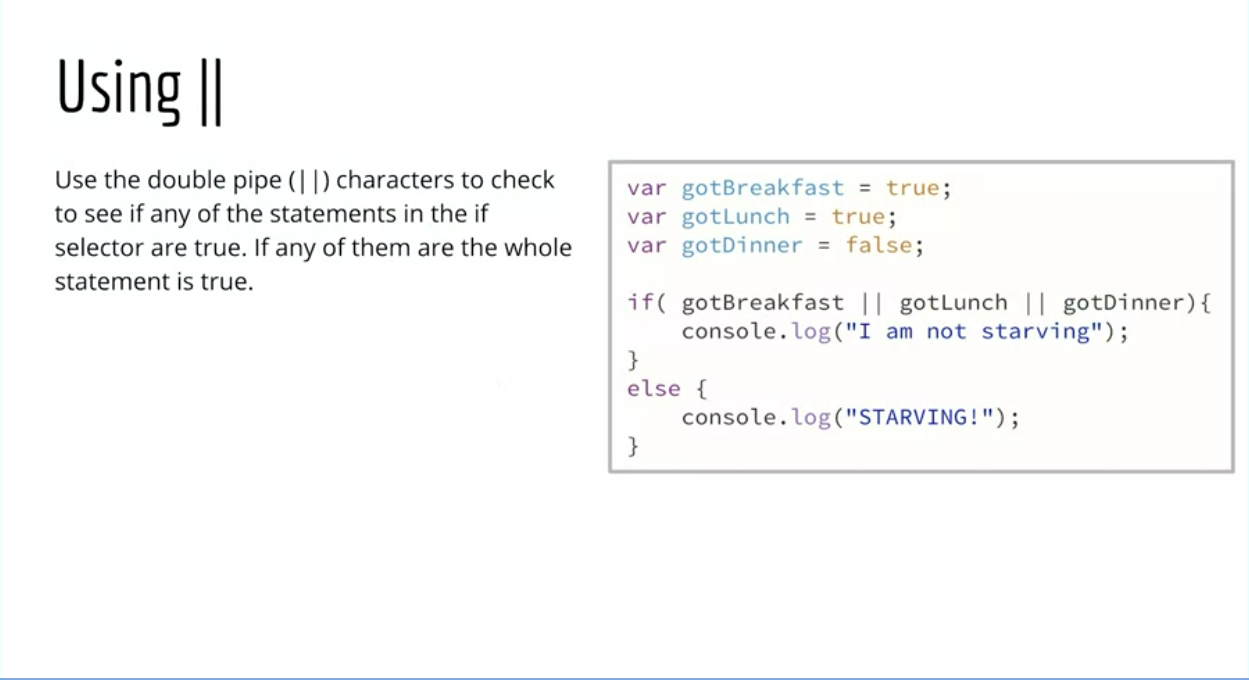 Using ||
Use the double pipe (||) characters to check
to see if any of the statements in the if
selector are true. If any of them are the whole
statement is true.
var gotBreakfast = true;
var gotLunch = true;
var gotDinner = false;
if( gotBreakfast || gotLunch || gotDinner){
    console.log("I am not starving");
}
else {
    console.log("STARVING!");
}